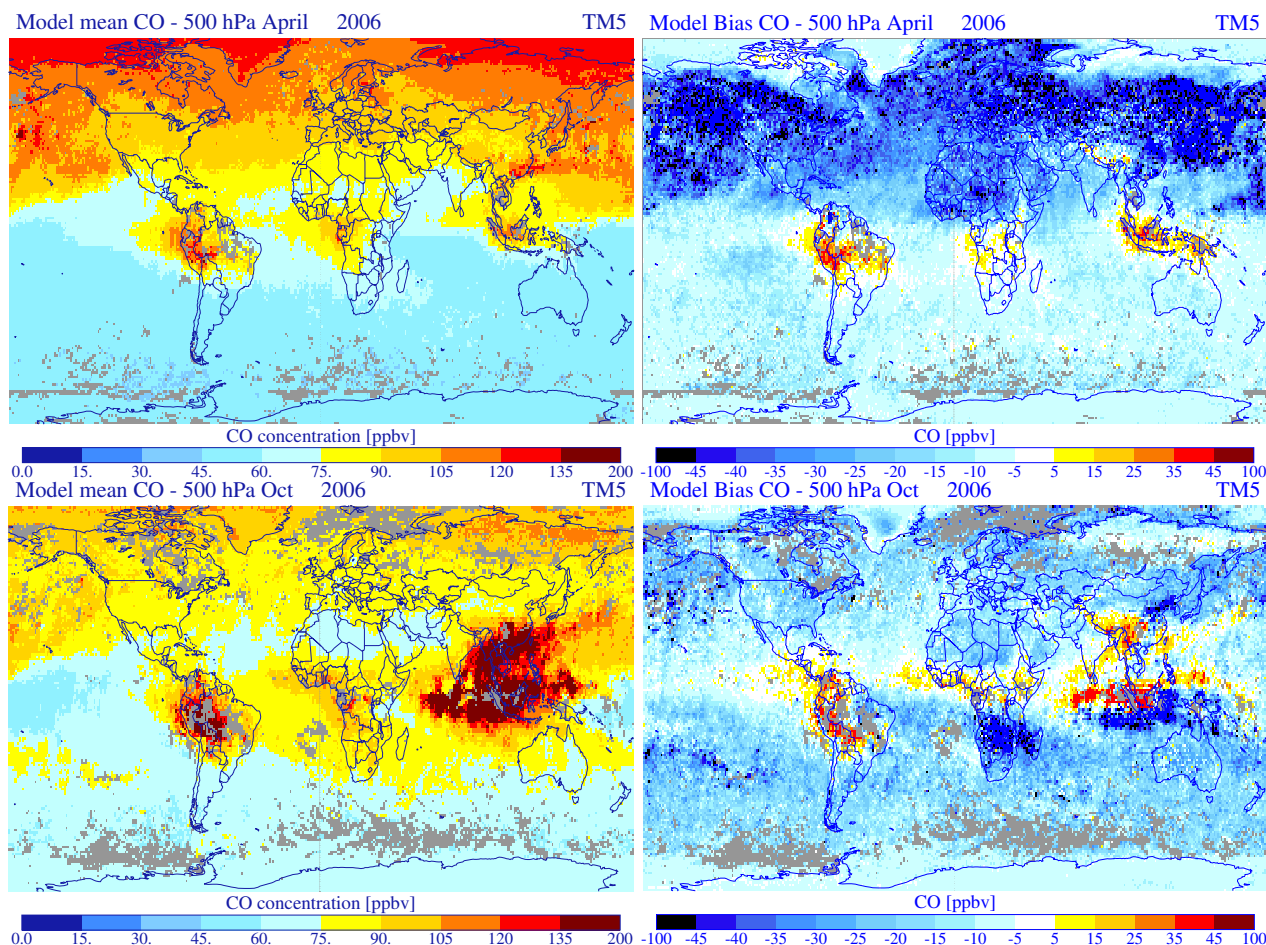 Model mean CO - 500 hPa April 2006 TM5
Model Bias CO - 500 hPa April 2006 TM5
CO concentration [ppbv]
0.0 15. 30. 45. 60. 75. 90. 105 120 135 200
CO [ppbv]
-100 -45 -40 -35 -30 -25 -20 -15 -10 -5 5 15 25 35 45 100
Model mean CO - 500 hPa Oct 2006 TM5
Model Bias CO - 500 hPa Oct 2006 TM5
CO concentration [ppbv]
0.0 15. 30. 45. 60. 75. 90. 105 120 135 200
CO [ppbv]
-100 -45 -40 -35 -30 -25 -20 -15 -10 -5 5 15 25 35 45 100